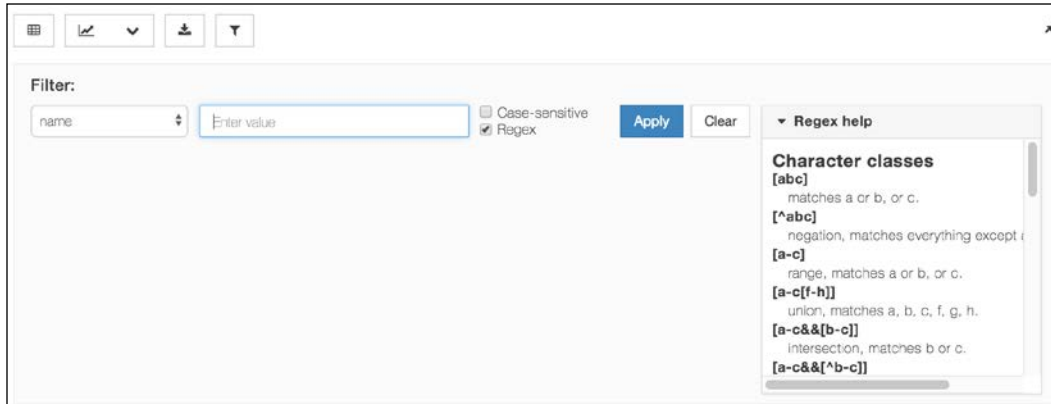 Filter:
name
Enter value
Case-sensitive
Regex
Apply
Clear
Regex help
Character classes
[abc]
matches a or b, or c.
[^abc]
negation, matches everything except
[a-c]
range, matches a or b, or c.
[a-c[f-h]]
union, matches a, b, c, f, g, h.
[a-c&&[b-c]]
intersection, matches b or c.
[a-c&&[^b-c]]